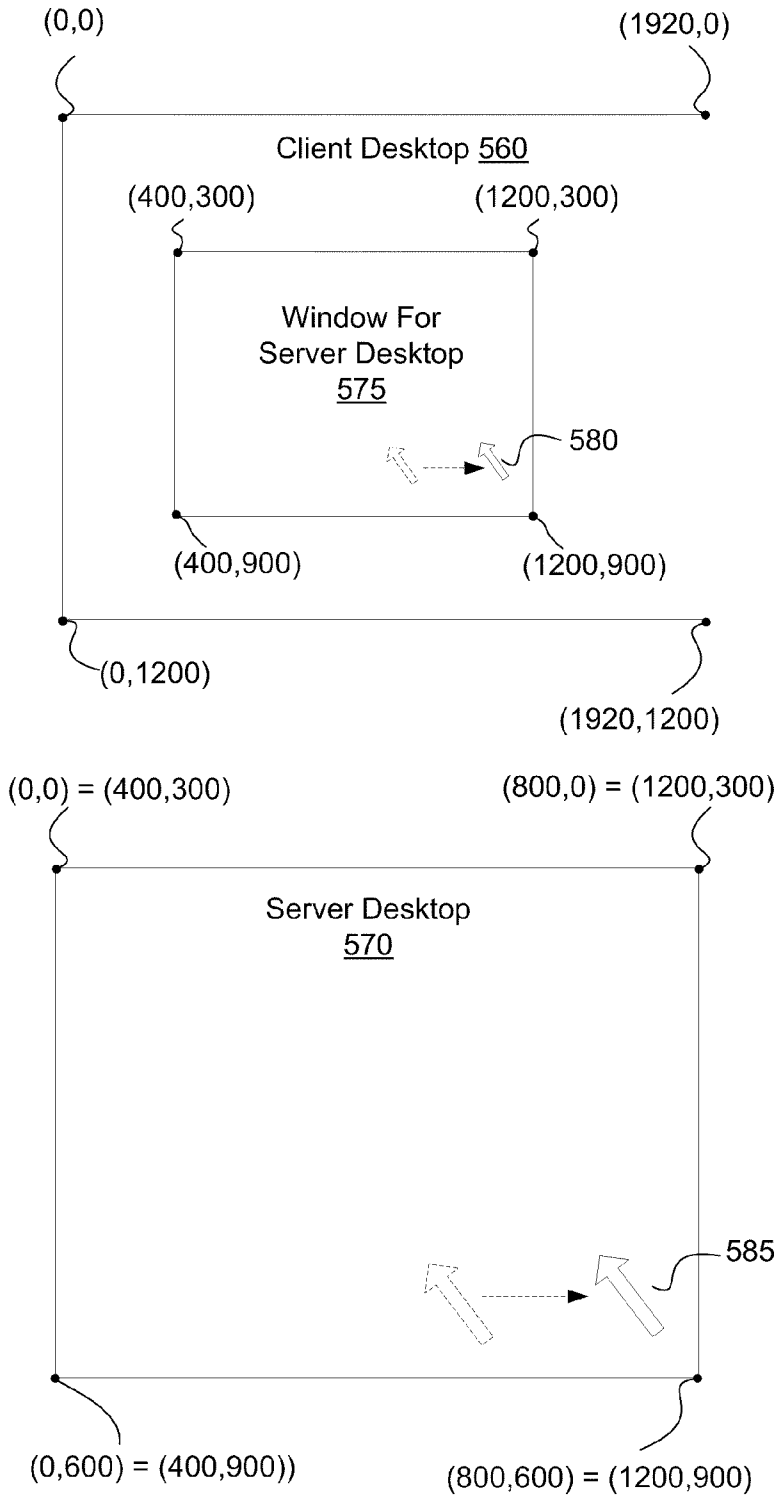 (0,0)
(1920,0)
Client Desktop 560
(400,300)
(1200,300)
Window For
Server Desktop
575
580
(400,900)
(1200,900)
(0,1200)
(1920,1200)
(0,0) = (400,300)
(800,0) = (1200,300)
Server Desktop
570
585
(0,600) = (400,900))
(800,600) = (1200,900)